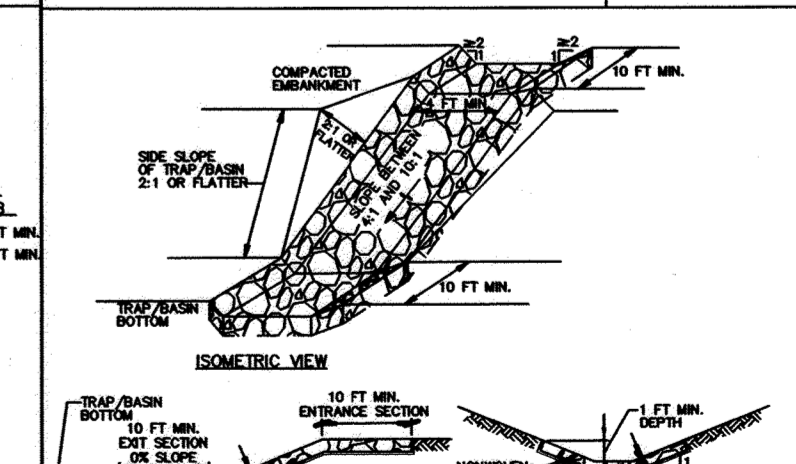 2
1
2
1
10 FT MIN.
COMPACTED
EMBANKMENT
4 FT MIN.
2:1 OR
FLATTER
SIDE SLOPE
OF TRAP/BASIN
2:1 OR FLATTER
SLOPE BETWEEN
4:1 AND 10:1
T MIN.
T MIN.
10 FT MIN.
TRAP/BASIN
BOTTOM
ISOMETRIC VIEW
TRAP/BASIN
BOTTOM
10 FT MIN.
EXIT SECTION
0% SLOPE
10 FT MIN.
ENTRANCE SECTION
1 FT MIN.
DEPTH
1